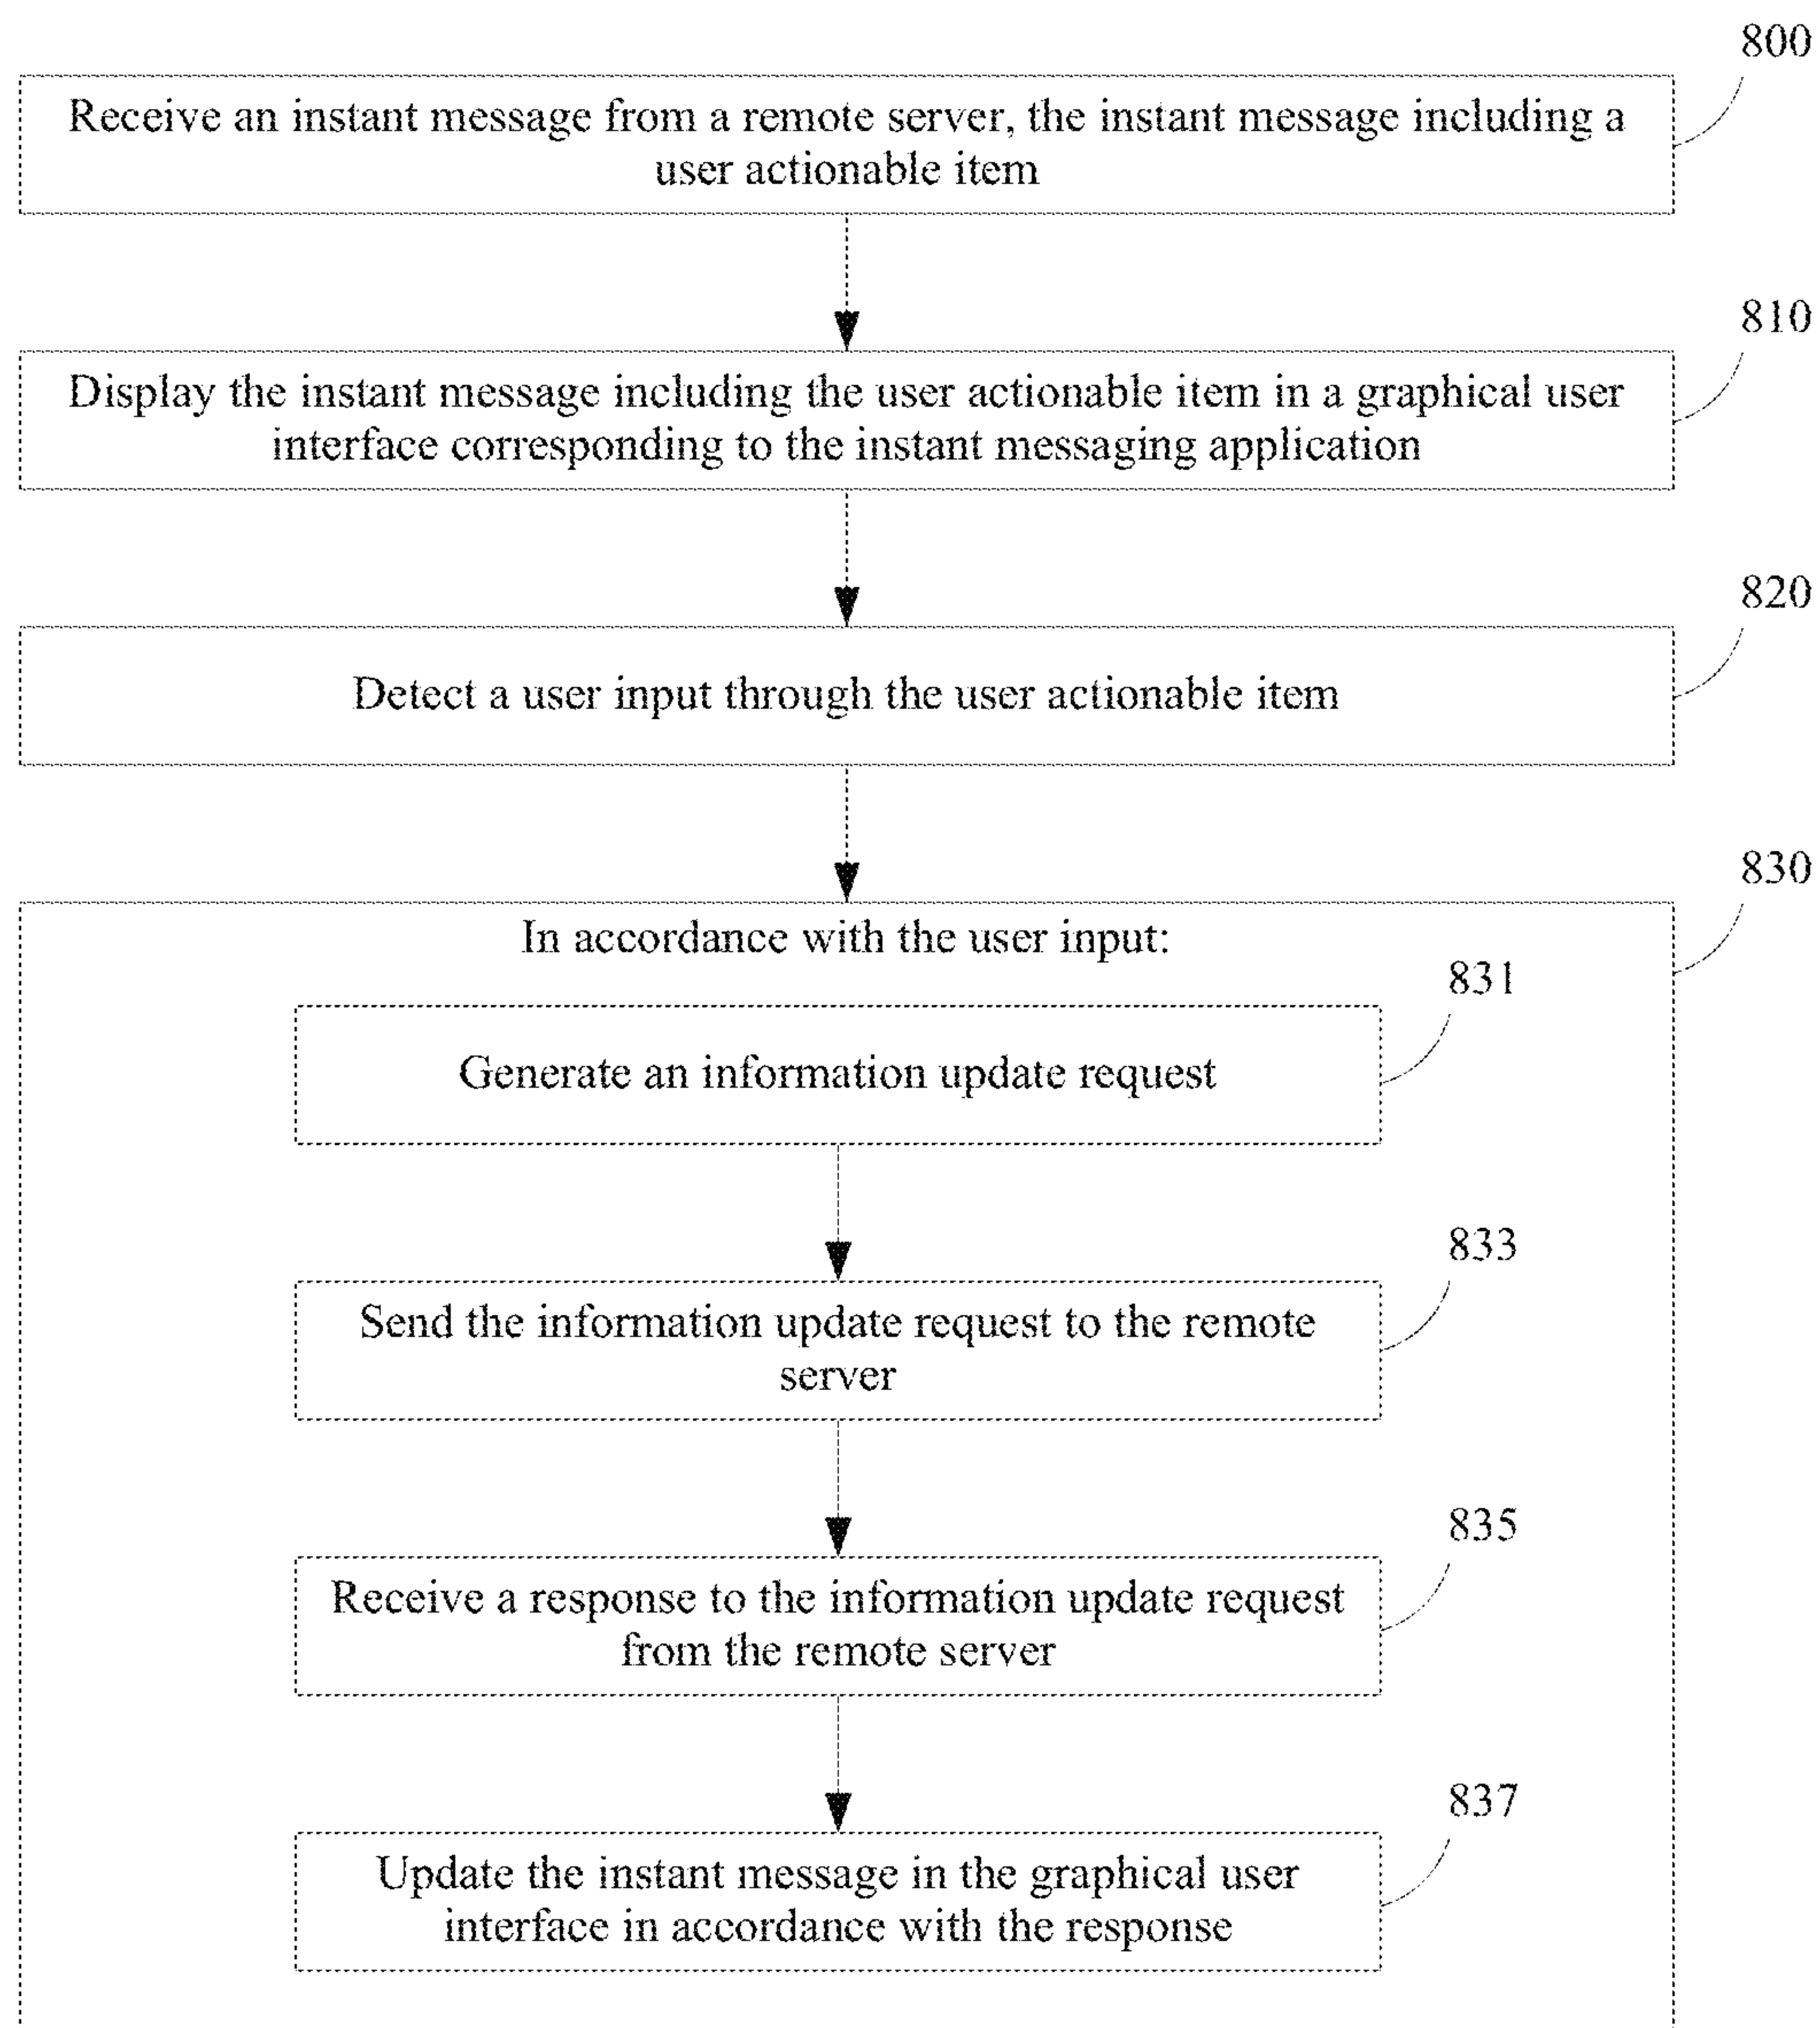 800
Receive an instant message from a remote server, the instant message including a
user actionable item
810
Display the instant message including the user actionable item in a graphical user
interface corresponding to the instant messaging application
820
Detect a user input through the user actionable item
830
In accordance with the user input:
831
Generate an information update request
833
Send the information update request to the remote
server
835
Receive a response to the information update request
from the remote server
837
Update the instant message in the graphical user
interface in accordance with the response